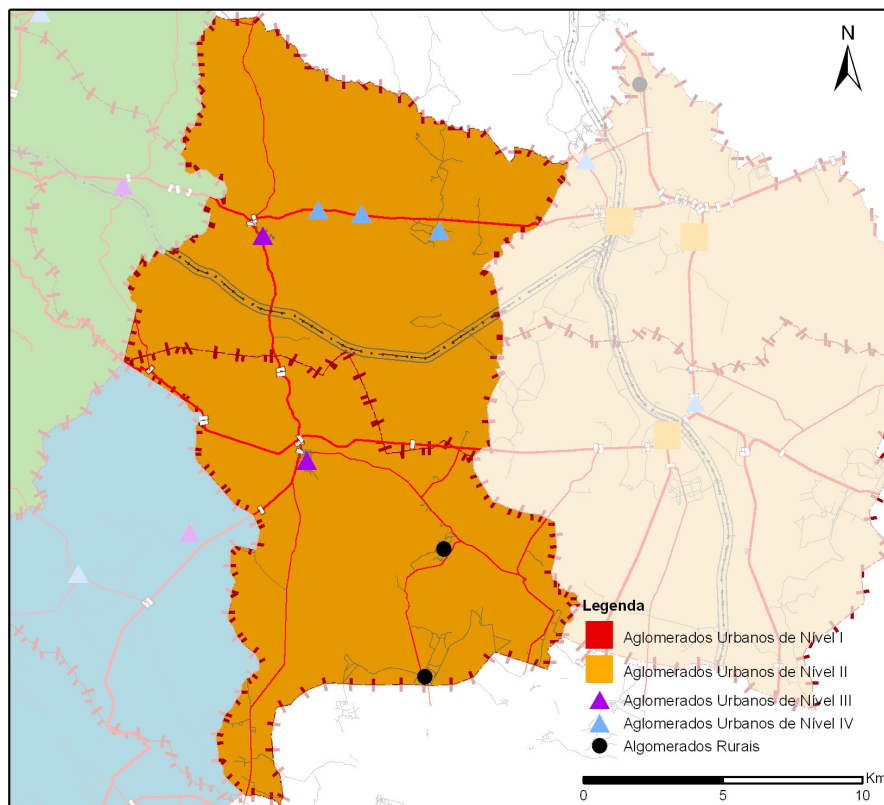 N
Legenda
Aglomerados Urbanos de Nível I
Aglomerados Urbanos de Nível II
Aglomerados Urbanos de Nível III
Aglomerados Urbanos de Nível IV
Algomerados Rurais
Km
0 5 10